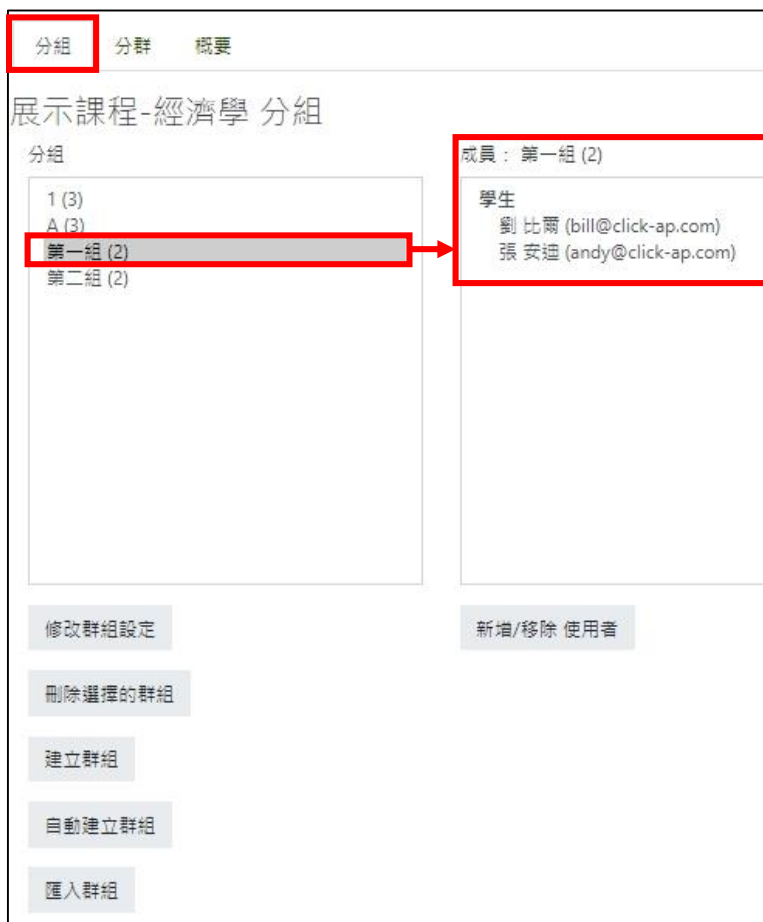 分組 分群 概要
展示課程-經濟學 分組
分組
1 (3)
A (3)
第一組 (2)
第二組 (2)
成員： 第一組 (2)
學生
劉 比爾 (bill@click-ap.com)
張 安迪 (andy@click-ap.com)
修改群組設定
刪除選擇的群組
建立群組
自動建立群組
匯入群組
新增/移除 使用者